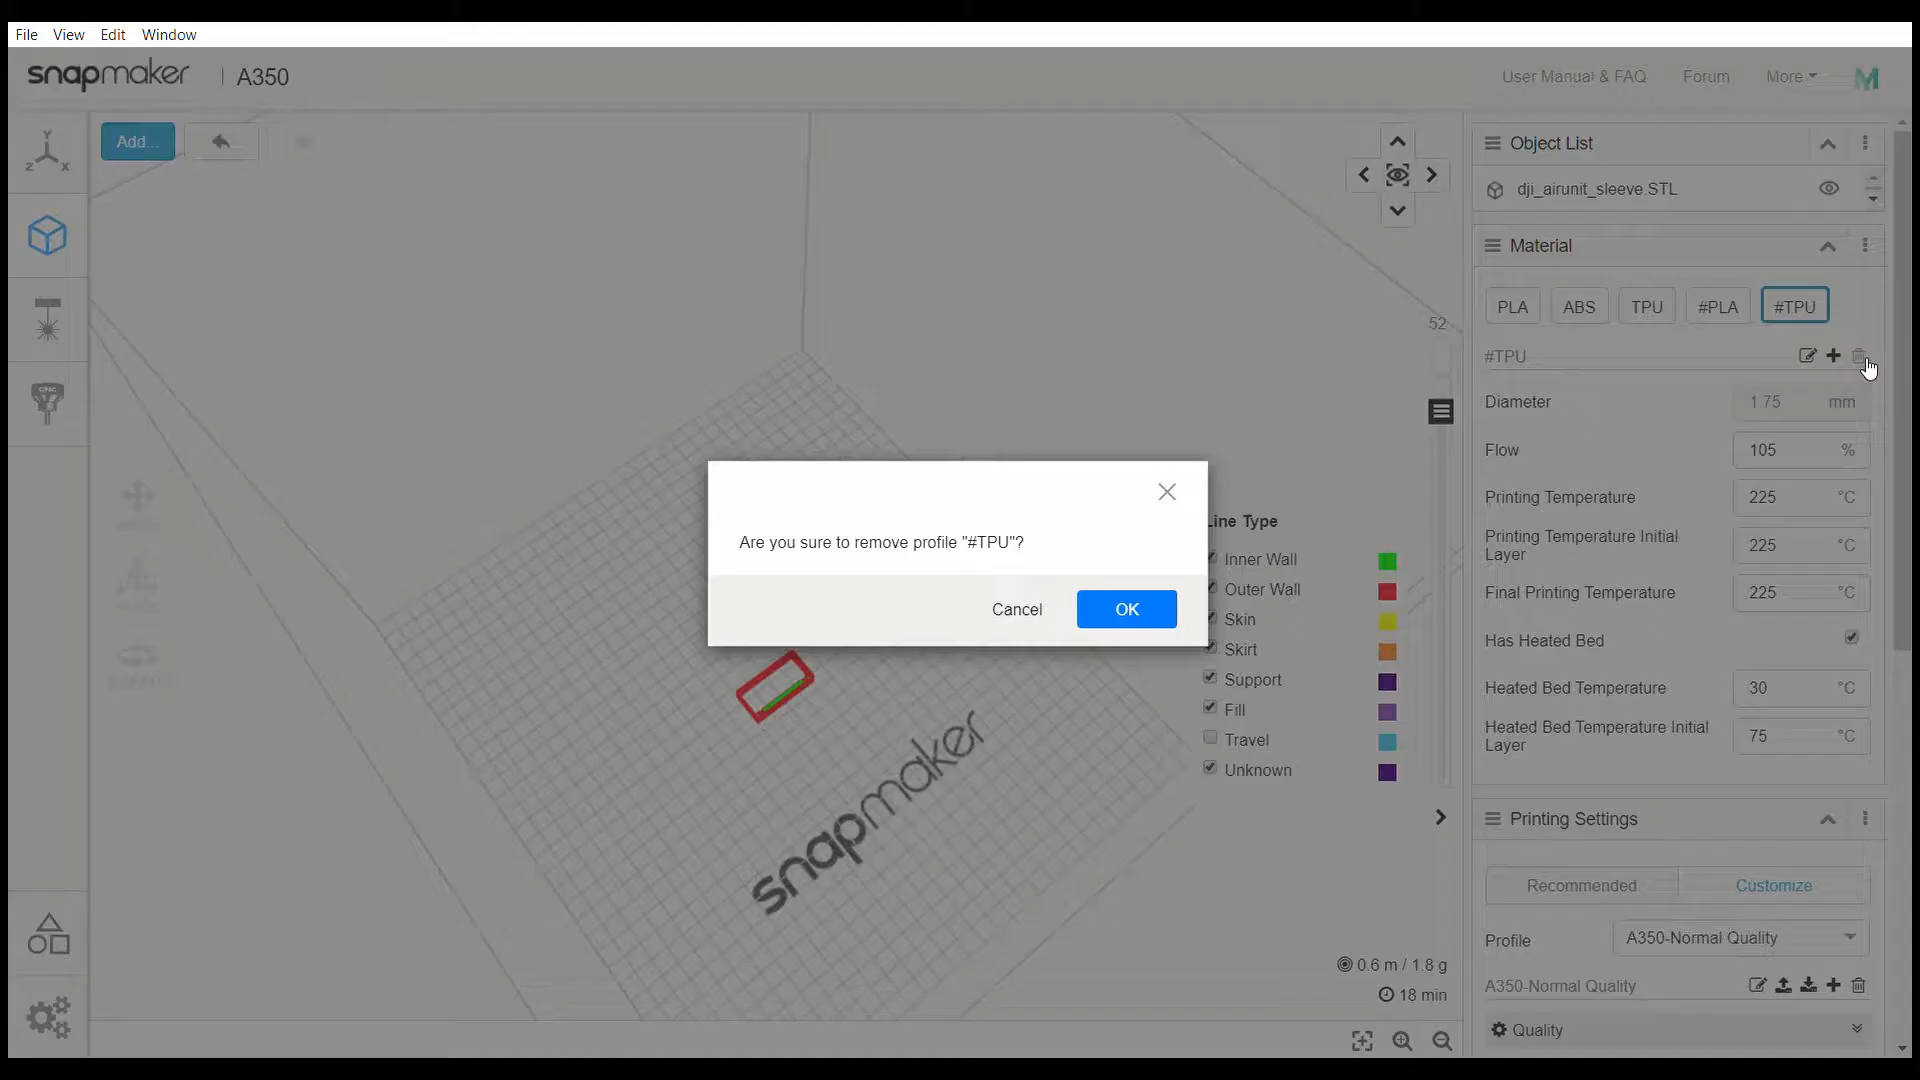 File View Edit Window
snapmaker | A350
User Manual & FAQ Forum More
Add...
Object List
dji_airunit_sleeve.STL
Material
PLA ABS TPU #PLA #TPU
#TPU
Diameter 1.75 mm
Flow 105 %
Printing Temperature 225 °C
Printing Temperature Initial
Layer 225 °C
Final Printing Temperature 225 °C
Has Heated Bed
Heated Bed Temperature 30 °C
Heated Bed Temperature Initial
Layer 75 °C
Printing Settings
Recommended Customize
Profile A350-Normal Quality
A350-Normal Quality
Quality
52
Are you sure to remove profile "#TPU"?
Cancel OK
Line Type
Inner Wall
Outer Wall
Skin
Skirt
Support
Fill
Travel
Unknown
snapmaker
0.6 m / 1.8 g
18 min
CNC
Y
Z X